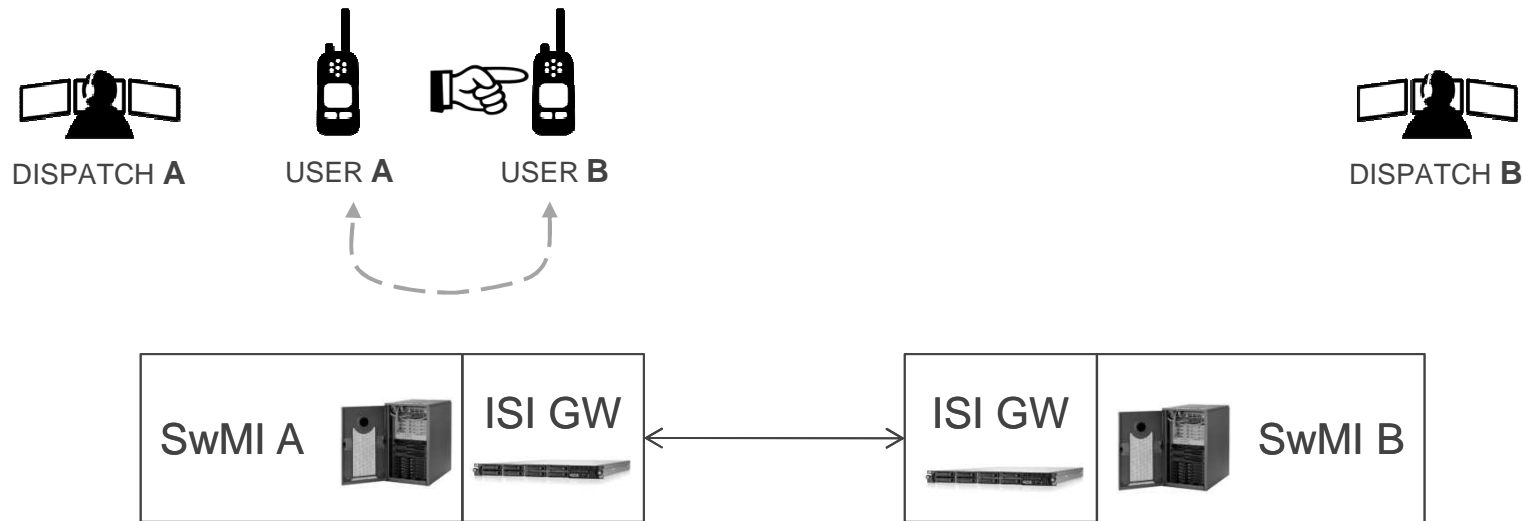 DISPATCH A
USER A
USER B
DISPATCH B
SwMI A
ISI GW
ISI GW
SwMI B